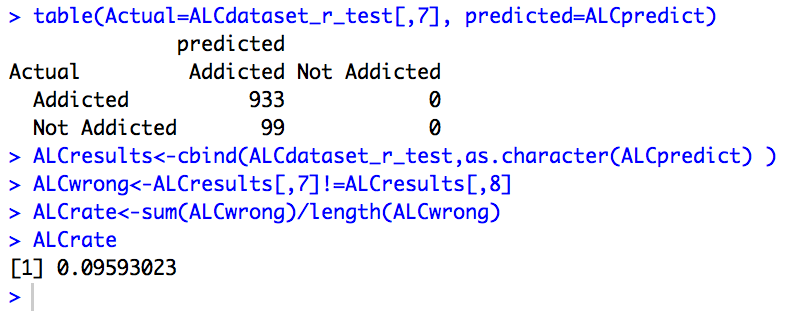 > table(Actual=ALCdataset_r_test[,7], predicted=ALCpredict)
predicted
Actual Addicted Not Addicted
Addicted 933 0
Not Addicted 99 0
> ALCresults<-cbind(ALCdataset_r_test,as.character(ALCpredict) )
> ALCwrong<-ALCresults[,7]!=ALCresults[,8]
> ALCrate<-sum(ALCwrong)/length(ALCwrong)
> ALCrate
[1] 0.09593023
>